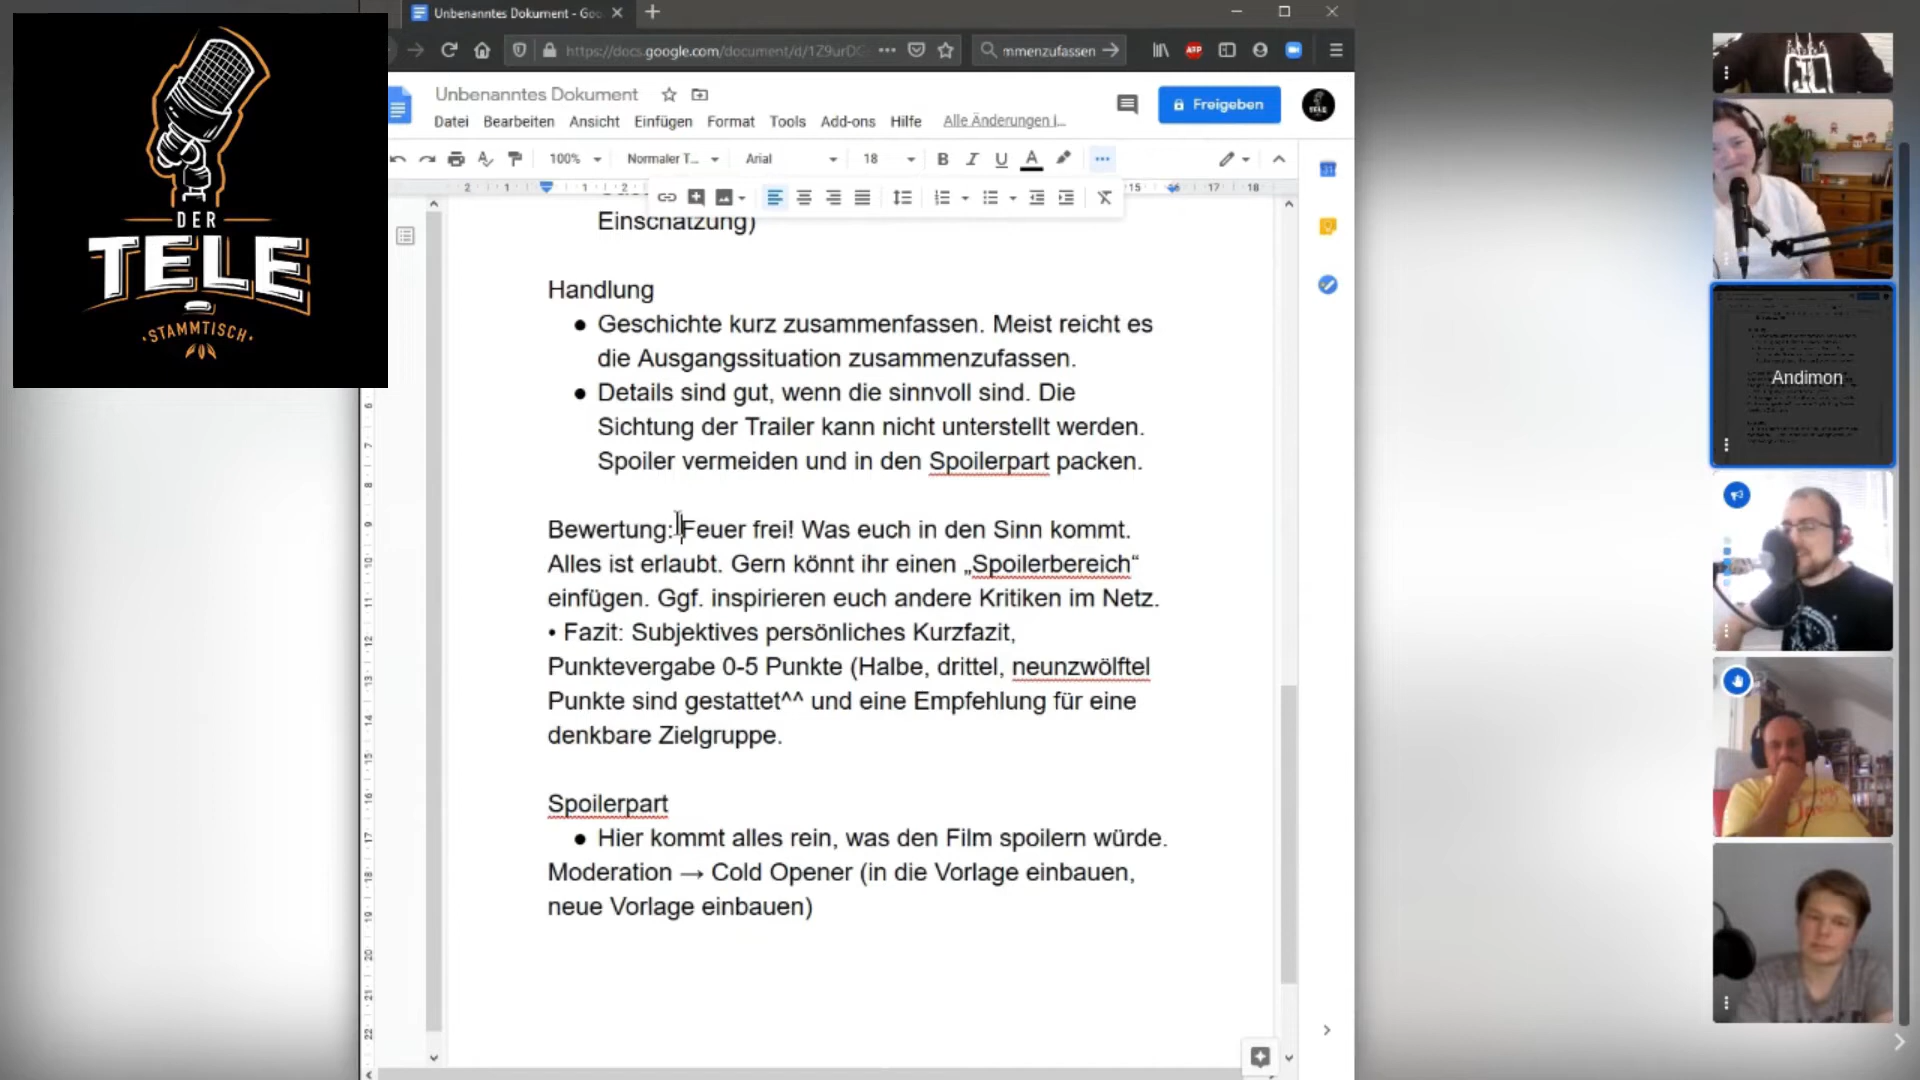 DER
TELE
STAMMTISCH
Unbenanntes Dokument - Goo
https://docs.google.com/document/d/1Z9urDC
mmenzufassen
Unbenanntes Dokument
Freigeben
Datei Bearbeiten Ansicht Einfügen Format Tools Add-ons Hilfe Alle Änderungen i...
100% Normaler T... Arial 18
Einschätzung)
Handlung
● Geschichte kurz zusammenfassen. Meist reicht es
die Ausgangssituation zusammenzufassen.
● Details sind gut, wenn die sinnvoll sind. Die
Sichtung der Trailer kann nicht unterstellt werden.
Spoiler vermeiden und in den Spoilerpart packen.
Bewertung: Feuer frei! Was euch in den Sinn kommt.
Alles ist erlaubt. Gern könnt ihr einen „Spoilerbereich“
einfügen. Ggf. inspirieren euch andere Kritiken im Netz.
• Fazit: Subjektives persönliches Kurzfazit,
Punktevergabe 0-5 Punkte (Halbe, drittel, neunzwölftel
Punkte sind gestattet^^ und eine Empfehlung für eine
denkbare Zielgruppe.
Spoilerpart
● Hier kommt alles rein, was den Film spoilern würde.
Moderation → Cold Opener (in die Vorlage einbauen,
neue Vorlage einbauen)
Andimon